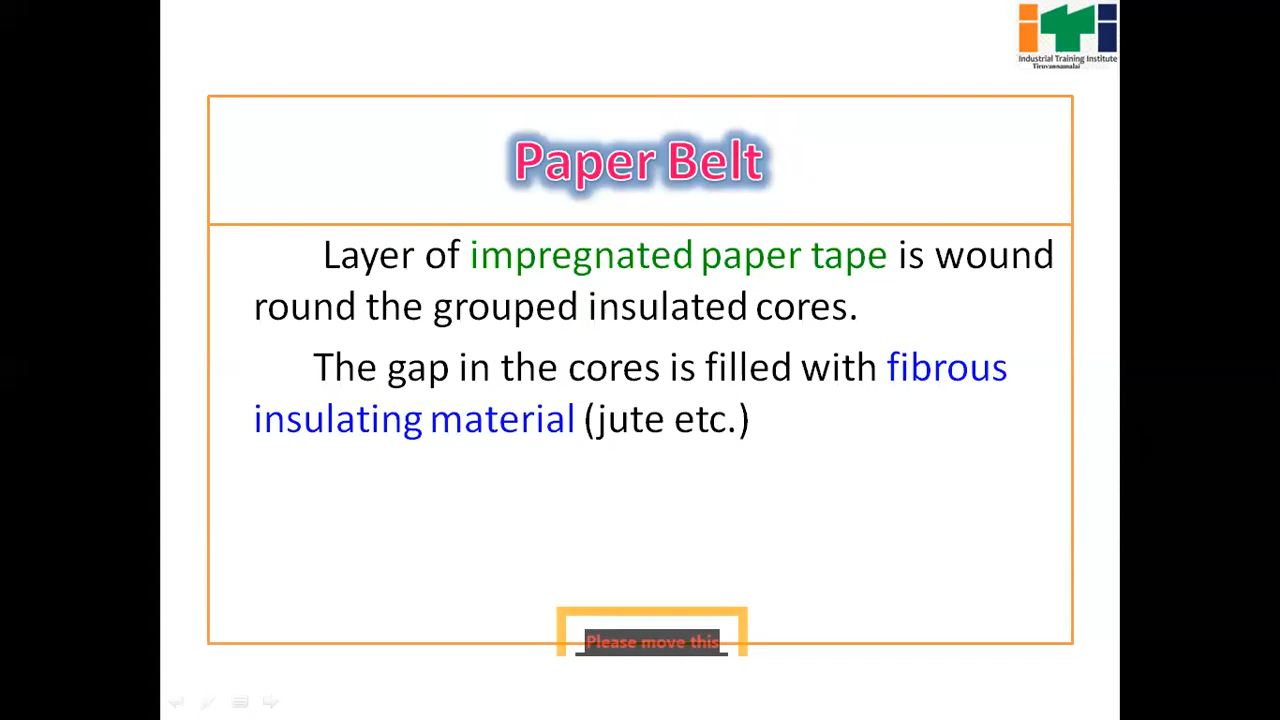 iTi
Industrial Training Institute
Tiruvannamalai
Paper Belt
Layer of impregnated paper tape is wound
round the grouped insulated cores.
The gap in the cores is filled with fibrous
insulating material (jute etc.)
Please move this